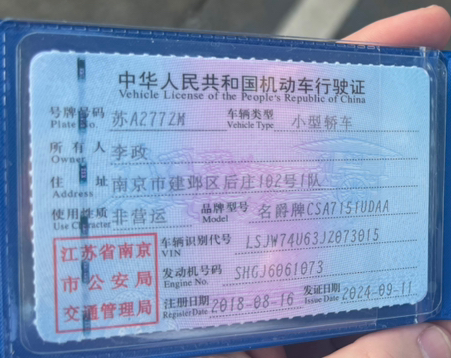 中华人民共和国机动车行驶证
Vehicle License of the People's Republic of China
号牌号码 苏A277ZM 车辆类型 小型轿车
Plate No. Vehicle Type
所有人 李政
Owner
住址 南京市建邺区后庄102号1队
Address
使用性质 非营运 品牌型号 名爵牌CSA7151UDAA
Use Character Model
江苏省南京
市公安局
交通管理局
车辆识别代号 LSJW74U63JZ073015
VIN
发动机号码 SHGJ6061073
Engine No.
注册日期 2018-08-16 发证日期 2024-09-11
Register Date Issue Date